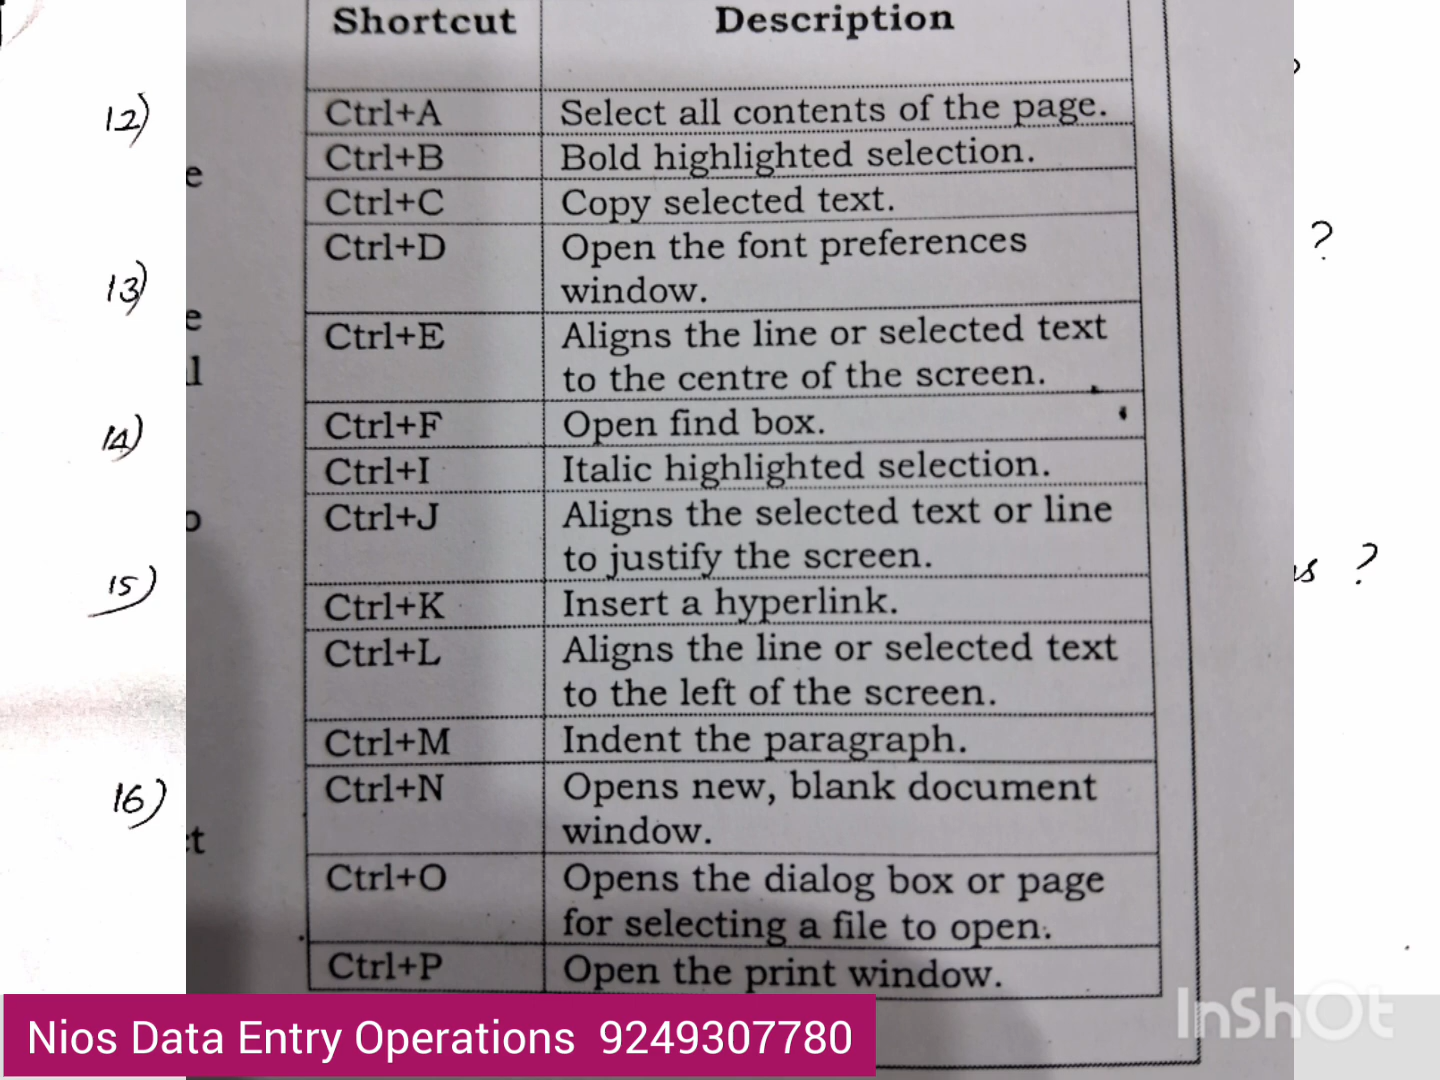 Shortcut Description
Ctrl+A Select all contents of the page.
Ctrl+B Bold highlighted selection.
Ctrl+C Copy selected text.
Ctrl+D Open the font preferences
window.
Ctrl+E Aligns the line or selected text
to the centre of the screen.
Ctrl+F Open find box.
Ctrl+I Italic highlighted selection.
Ctrl+J Aligns the selected text or line
to justify the screen.
Ctrl+K Insert a hyperlink.
Ctrl+L Aligns the line or selected text
to the left of the screen.
Ctrl+M Indent the paragraph.
Ctrl+N Opens new, blank document
window.
Ctrl+O Opens the dialog box or page
for selecting a file to open.
Ctrl+P Open the print window.
12)
13)
14)
15)
16)
?
?
Nios Data Entry Operations 9249307780
InShOt